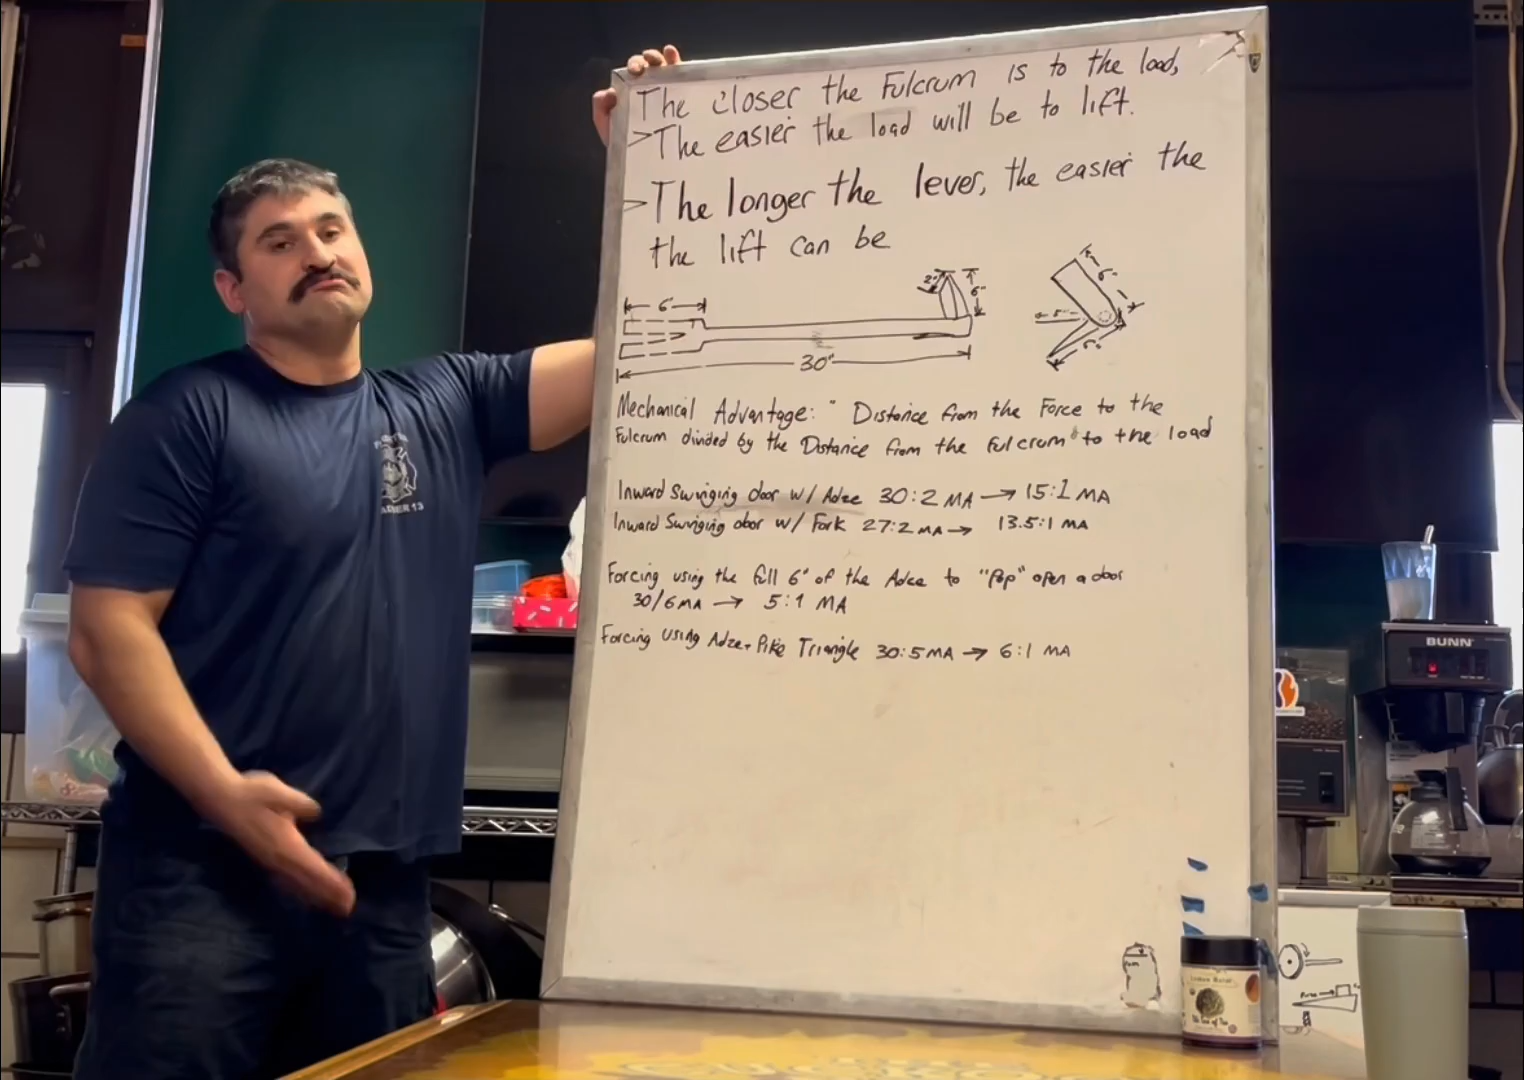 The closer the Fulcrum is to the load,
> The easier the load will be to lift.
> The longer the lever, the easier the
the lift can be
6"
2"
6"
30"
6"
5"
6"
Mechanical Advantage: " Distance from the Force to the
Fulcrum divided by the Distance from the fulcrum" to the load
Inward Swinging door w/ Adze 30:2 MA → 15:1 MA
Inward Swinging door w/ Fork 27:2 MA → 13.5:1 MA
Forcing using the full 6" of the Adze to "Pop" open a door
30/6 MA → 5:1 MA
Forcing using Adze + Pike Triangle 30:5 MA → 6:1 MA
BUNN